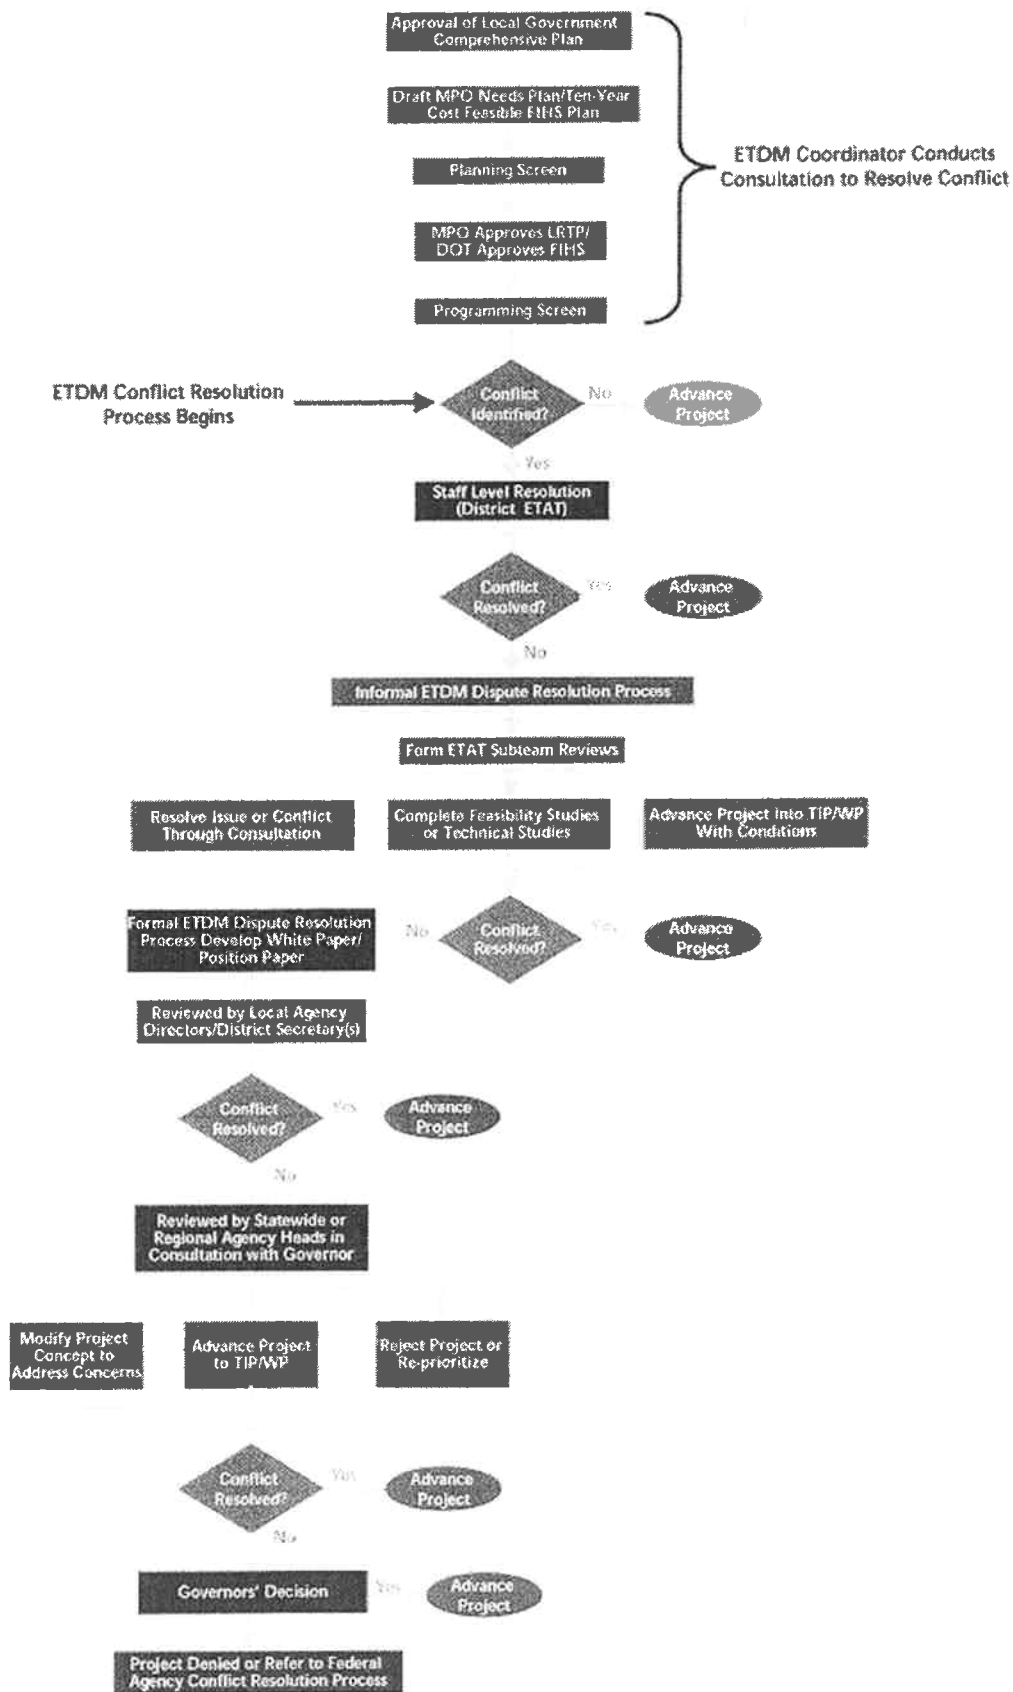 Approval of Local Government
Comprehensive Plan
Draft MPO Needs Plan/Ten-Year
Cost Feasible FIHS Plan
Planning Screen
MPO Approves LRTP/
DOT Approves FIHS
Programming Screen
ETDM Coordinator Conducts
Consultation to Resolve Conflict
ETDM Conflict Resolution
Process Begins
Conflict
Identified?
No
Advance
Project
Yes
Staff Level Resolution
(District ETAT)
Conflict
Resolved?
Yes
Advance
Project
No
Informal ETDM Dispute Resolution Process
Form ETAT Subteam Reviews
Resolve Issue or Conflict
Through Consultation
Complete Feasibility Studies
or Technical Studies
Advance Project Into TIP/WP
With Conditions
Formal ETDM Dispute Resolution
Process Develop White Paper/
Position Paper
No
Conflict
Resolved?
Yes
Advance
Project
Reviewed by Local Agency
Directors/District Secretary(s)
Conflict
Resolved?
Yes
Advance
Project
No
Reviewed by Statewide or
Regional Agency Heads in
Consultation with Governor
Modify Project
Concept to
Address Concerns
Advance Project
to TIP/WP
Reject Project or
Re-prioritize
Conflict
Resolved?
Yes
Advance
Project
No
Governors' Decision
Yes
Advance
Project
Project Denied or Refer to Federal
Agency Conflict Resolution Process